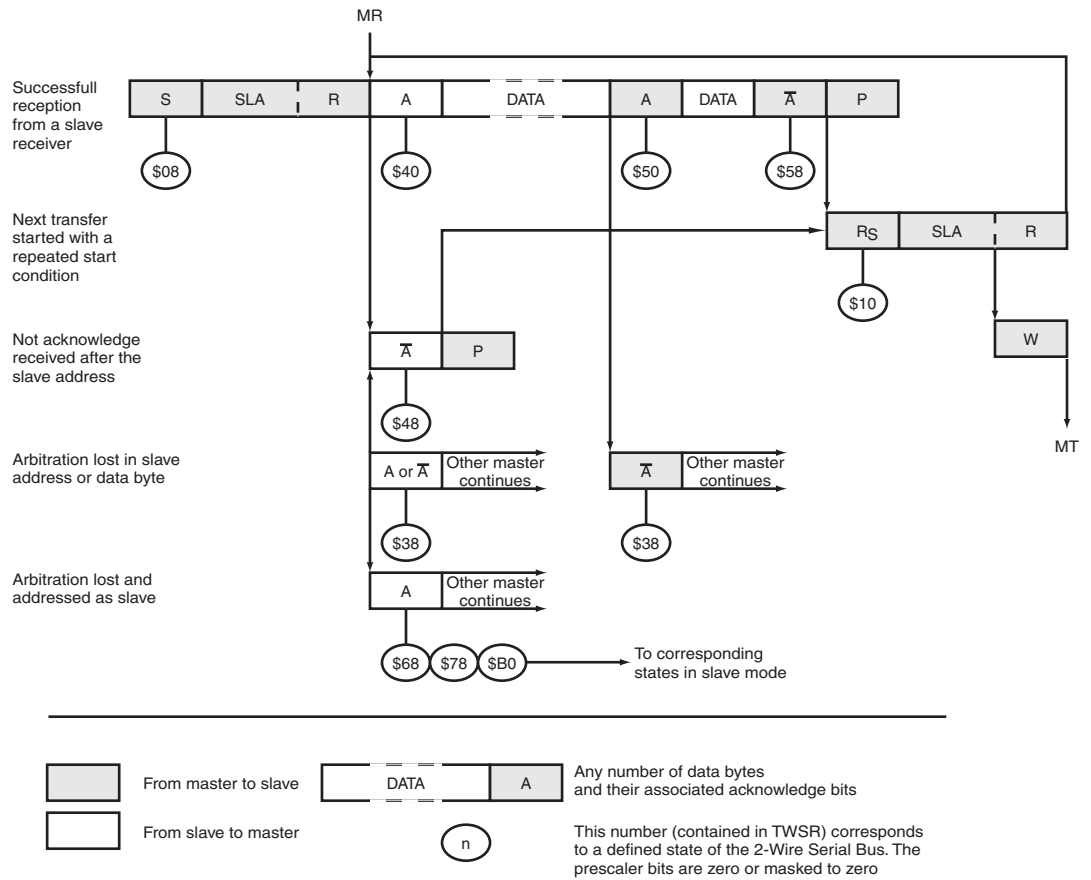 MR
Successfull
reception
from a slave
receiver
S SLA R A DATA A DATA A̅ P
$08 $40 $50 $58
Next transfer
started with a
repeated start
condition
RS SLA R
$10
Not acknowledge
received after the
slave address
A̅ P
W
$48
MT
Arbitration lost in slave
address or data byte
A or A̅ Other master
continues
A̅ Other master
continues
$38 $38
Arbitration lost and
addressed as slave
A Other master
continues
$68 $78 $B0
To corresponding
states in slave mode
From master to slave
DATA A
Any number of data bytes
and their associated acknowledge bits
From slave to master
n
This number (contained in TWSR) corresponds
to a defined state of the 2-Wire Serial Bus. The
prescaler bits are zero or masked to zero